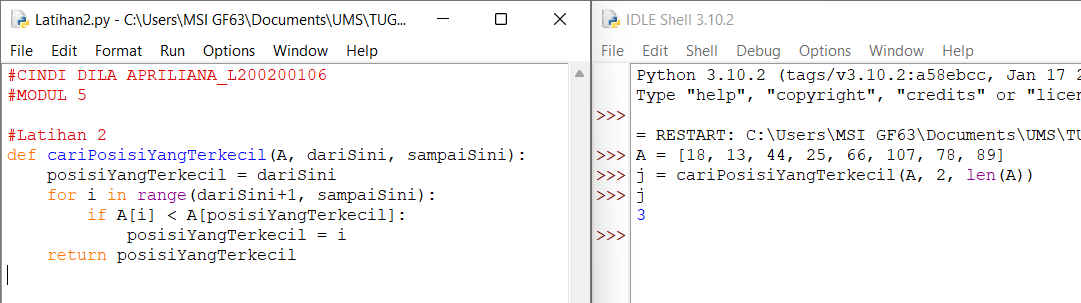 Latihan2.py - C:\Users\MSI GF63\Documents\UMS\TUG...
File Edit Format Run Options Window Help
#CINDI DILA APRILIANA_L200200106
#MODUL 5
#Latihan 2
def cariPosisiYangTerkecil(A, dariSini, sampaiSini):
    posisiYangTerkecil = dariSini
    for i in range(dariSini+1, sampaiSini):
        if A[i] < A[posisiYangTerkecil]:
            posisiYangTerkecil = i
    return posisiYangTerkecil
IDLE Shell 3.10.2
File Edit Shell Debug Options Window Help
Python 3.10.2 (tags/v3.10.2:a58ebcc, Jan 17 2
Type "help", "copyright", "credits" or "licen
>>>
= RESTART: C:\Users\MSI GF63\Documents\UMS\TU
>>> A = [18, 13, 44, 25, 66, 107, 78, 89]
>>> j = cariPosisiYangTerkecil(A, 2, len(A))
>>> j
3
>>>